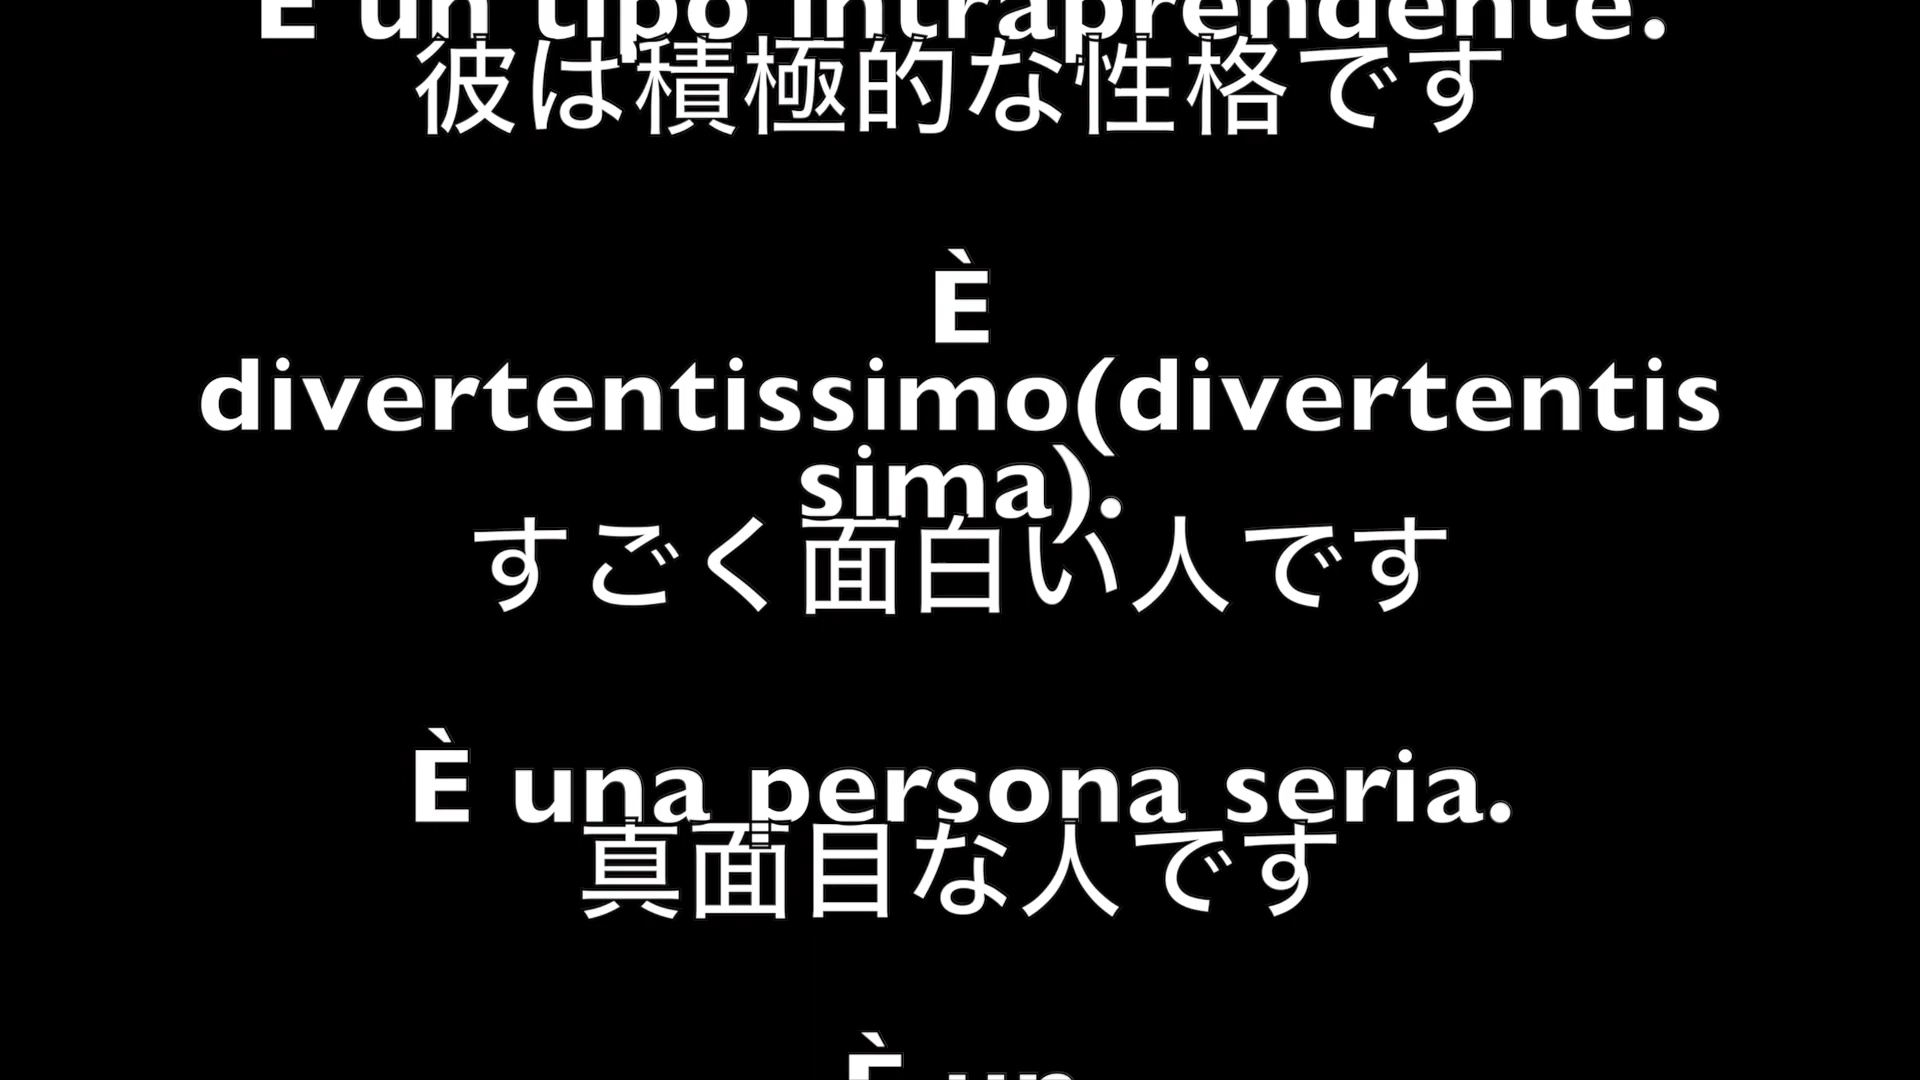 È un tipo intraprendente.
彼は積極的な性格です
È
divertentissimo(divertentis
sima).
すごく面白い人です
È una persona seria.
真面目な人です
È un